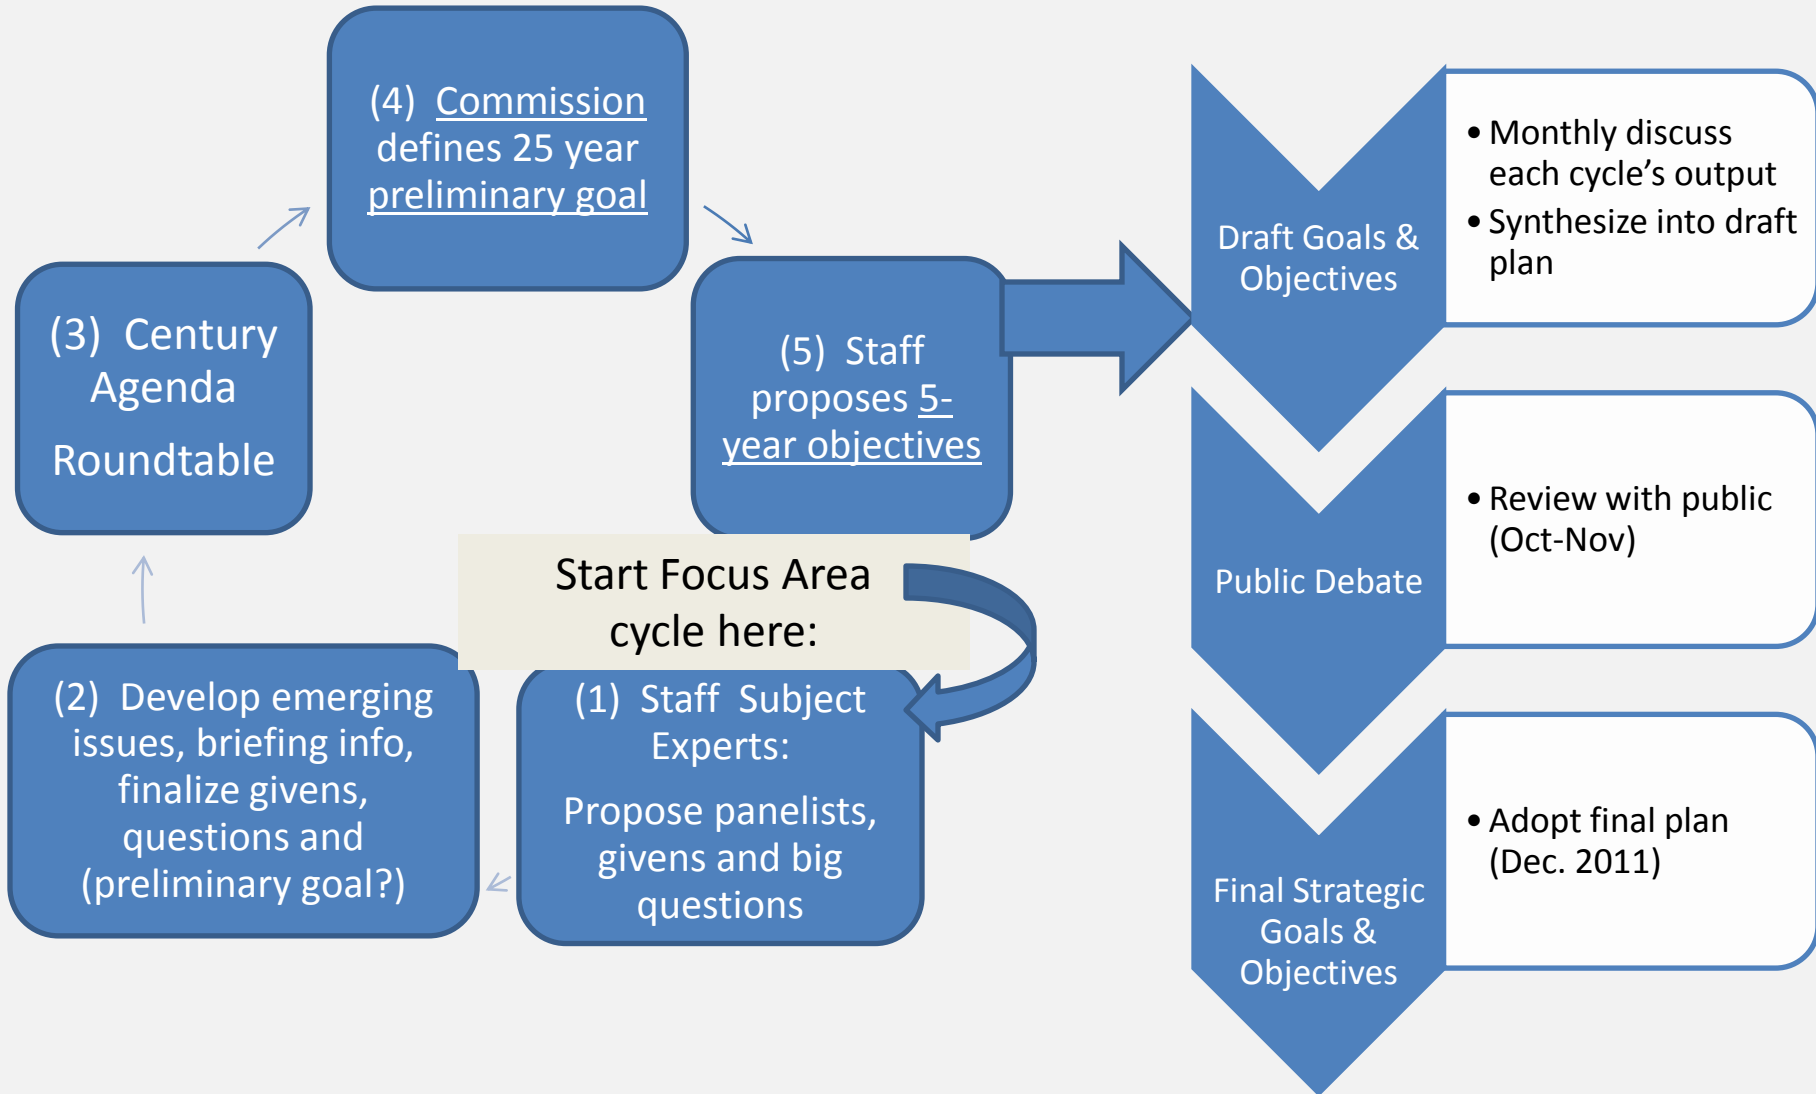 (4) Commission
defines 25 year
preliminary goal
(3) Century
Agenda
Roundtable
(5) Staff
proposes 5-
year objectives
Start Focus Area
cycle here:
(2) Develop emerging
issues, briefing info,
finalize givens,
questions and
(preliminary goal?)
(1) Staff Subject
Experts:
Propose panelists,
givens and big
questions
Draft Goals &
Objectives
• Monthly discuss
each cycle's output
• Synthesize into draft
plan
Public Debate
• Review with public
(Oct-Nov)
Final Strategic
Goals &
Objectives
• Adopt final plan
(Dec. 2011)